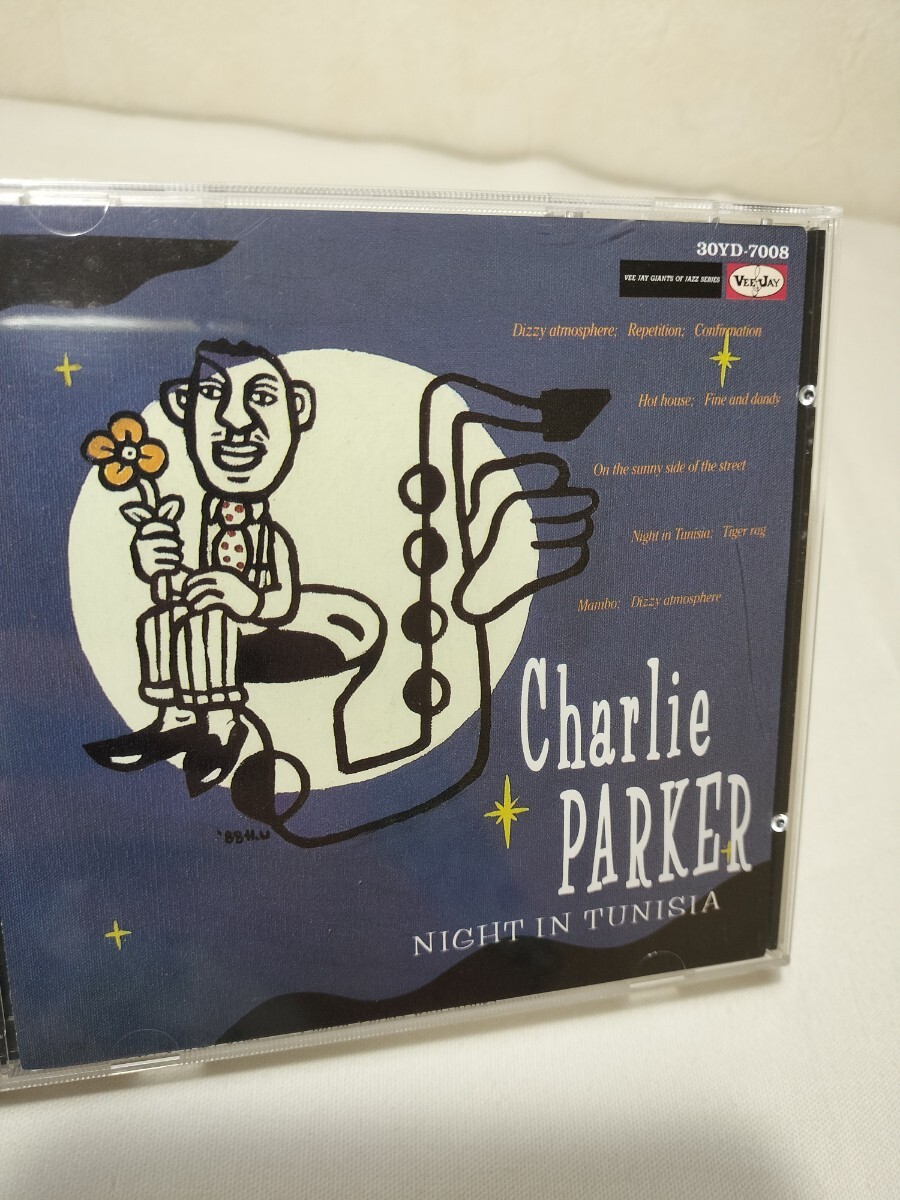 30YD-7008
VEE JAY GIANTS OF JAZZ SERIES
VEE JAY
Dizzy atmosphere; Repetition; Confirmation
Hot house; Fine and dandy
On the sunny side of the street
Night in Tunisia; Tiger rag
Mambo; Dizzy atmosphere
Charlie
PARKER
NIGHT IN TUNISIA